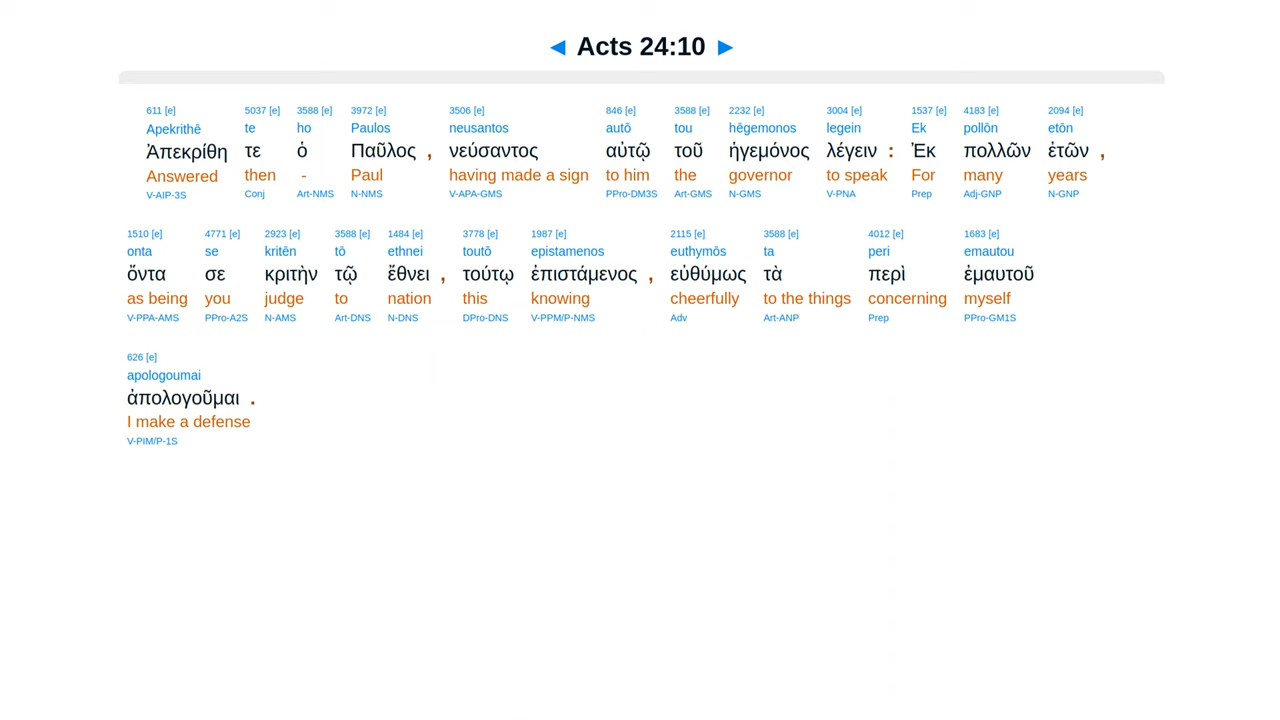 ◄ Acts 24:10 ►
611 [e] 5037 [e] 3588 [e] 3972 [e] 3506 [e] 846 [e] 3588 [e] 2232 [e] 3004 [e] 1537 [e] 4183 [e] 2094 [e]
Apekrithē te ho Paulos neusantos autō tou hēgemonos legein Ek pollōn etōn
Ἀπεκρίθη τε ὁ Παῦλος , νεύσαντος αὐτῷ τοῦ ἡγεμόνος λέγειν : Ἐκ πολλῶν ἐτῶν ,
Answered then - Paul having made a sign to him the governor to speak For many years
V-AIP-3S Conj Art-NMS N-NMS V-APA-GMS PPro-DM3S Art-GMS N-GMS V-PNA Prep Adj-GNP N-GNP
1510 [e] 4771 [e] 2923 [e] 3588 [e] 1484 [e] 3778 [e] 1987 [e] 2115 [e] 3588 [e] 4012 [e] 1683 [e]
onta se kritēn tō ethnei toutō epistamenos euthymōs ta peri emautou
ὄντα σε κριτὴν τῷ ἔθνει , τούτῳ ἐπιστάμενος , εὐθύμως τὰ περὶ ἐμαυτοῦ
as being you judge to nation this knowing cheerfully to the things concerning myself
V-PPA-AMS PPro-A2S N-AMS Art-DNS N-DNS DPro-DNS V-PPM/P-NMS Adv Art-ANP Prep PPro-GM1S
626 [e]
apologoumai
ἀπολογοῦμαι .
I make a defense
V-PIM/P-1S